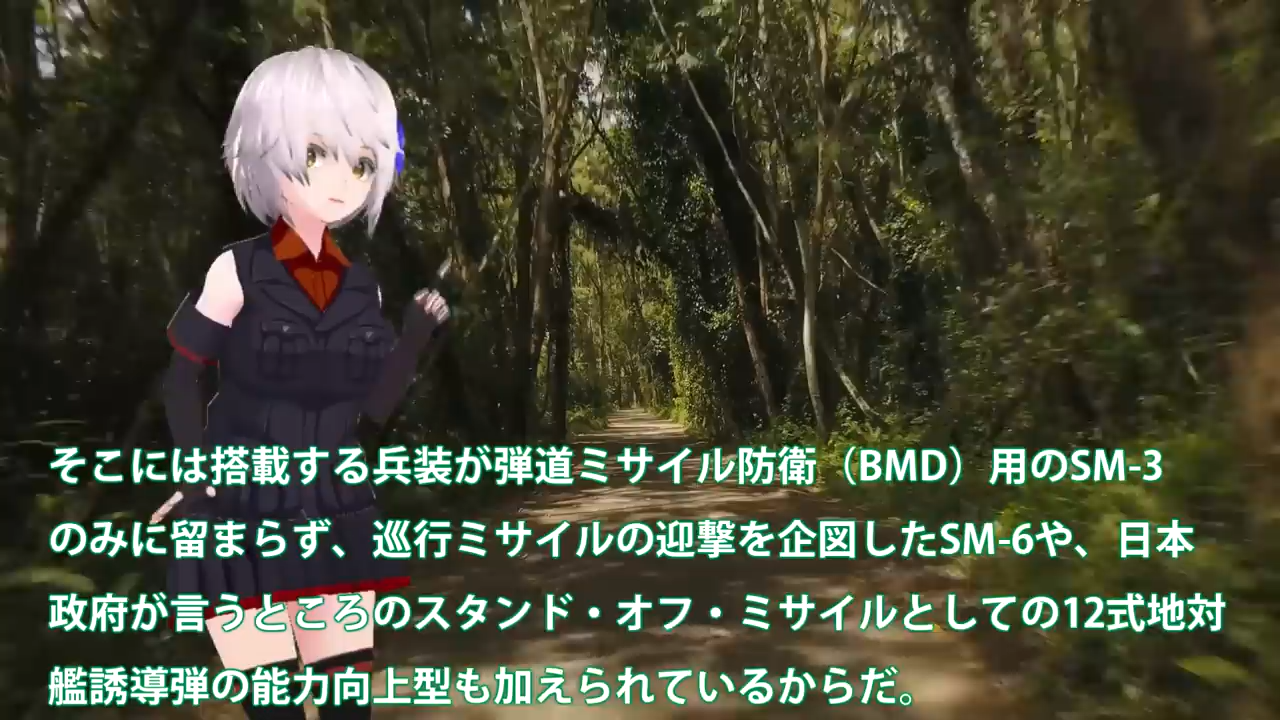 そこには搭載する兵装が弾道ミサイル防衛（BMD）用のSM-3
のみに留まらず、巡行ミサイルの迎撃を企図したSM-6や、日本
政府が言うところのスタンド・オフ・ミサイルとしての12式地対
艦誘導弾の能力向上型も加えられているからだ。